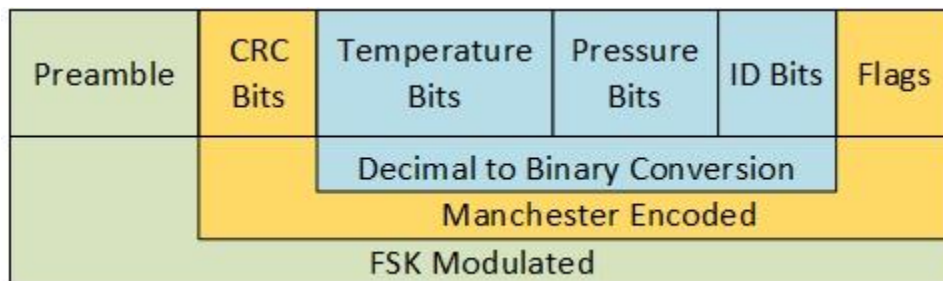 Preamble
CRC
Bits
Temperature
Bits
Pressure
Bits
ID Bits
Flags
Decimal to Binary Conversion
Manchester Encoded
FSK Modulated